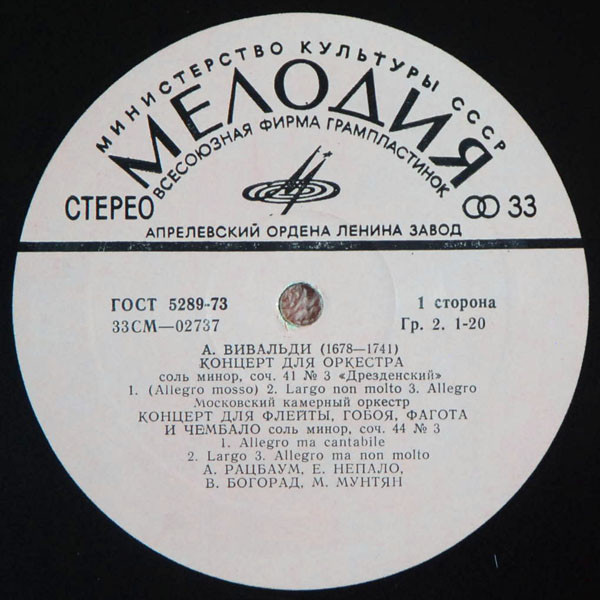 МИНИСТЕРСТВО КУЛЬТУРЫ СССР
МЕЛОДИЯ
ВСЕСОЮЗНАЯ ФИРМА ГРАМПЛАСТИНОК
СТЕРЕО 33
АПРЕЛЕВСКИЙ ОРДЕНА ЛЕНИНА ЗАВОД
ГОСТ 5289-73 1 сторона
33СМ—02737 Гр. 2. 1-20
А. ВИВАЛЬДИ (1678—1741)
КОНЦЕРТ ДЛЯ ОРКЕСТРА
соль минор, соч. 41 № 3 «Дрезденский»
1. (Allegro mosso) 2. Largo non molto 3. Allegro
Московский камерный оркестр
КОНЦЕРТ ДЛЯ ФЛЕЙТЫ, ГОБОЯ, ФАГОТА
И ЧЕМБАЛО соль минор, соч. 44 № 3
1. Allegro ma cantabile
2. Largo 3. Allegro ma non molto
А. РАЦБАУМ, Е. НЕПАЛО,
В. БОГОРАД, М. МУНТЯН